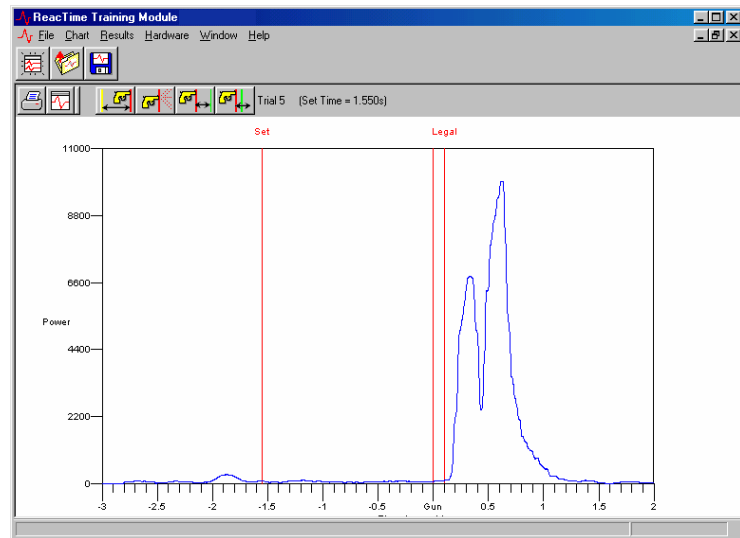 ReacTime Training Module
File Chart Results Hardware Window Help
Trial 5 (Set Time = 1.550s)
Set Legal
11000
8800
6600
Power
4400
2200
0
-3 -2.5 -2 -1.5 -1 -0.5 Gun 0.5 1 1.5 2